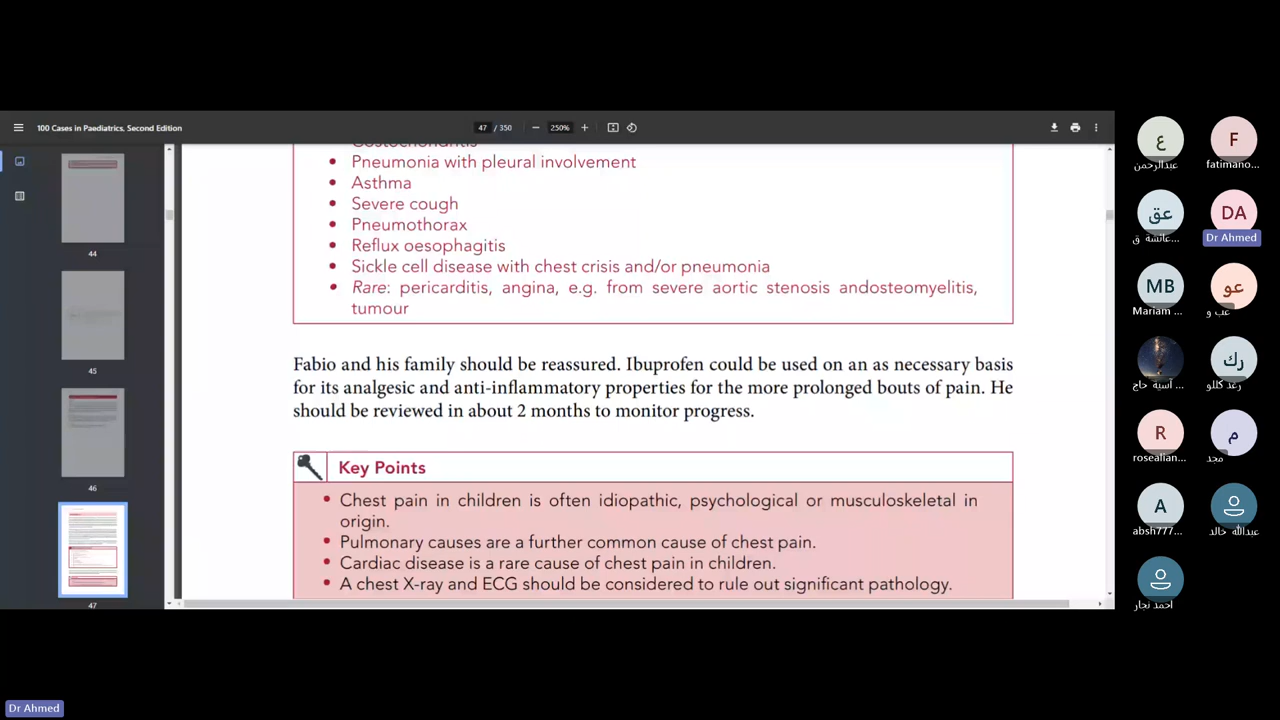 100 Cases in Paediatrics, Second Edition
47 / 350
250%
44
45
46
47
• Pneumonia with pleural involvement
• Asthma
• Severe cough
• Pneumothorax
• Reflux oesophagitis
• Sickle cell disease with chest crisis and/or pneumonia
• Rare: pericarditis, angina, e.g. from severe aortic stenosis andosteomyelitis,
tumour
Fabio and his family should be reassured. Ibuprofen could be used on an as necessary basis
for its analgesic and anti-inflammatory properties for the more prolonged bouts of pain. He
should be reviewed in about 2 months to monitor progress.
Key Points
• Chest pain in children is often idiopathic, psychological or musculoskeletal in
origin.
• Pulmonary causes are a further common cause of chest pain.
• Cardiac disease is a rare cause of chest pain in children.
• A chest X-ray and ECG should be considered to rule out significant pathology.
ع
عبدالرحمن
F
fatimano...
عق
عائشة ق...
DA
Dr Ahmed
MB
Mariam ...
عو
عب و
آسية حاج ...
رك
رغد كللو
R
rosealian...
م
مجد
A
absh777...
عبدالله خالد
احمد نجار
Dr Ahmed